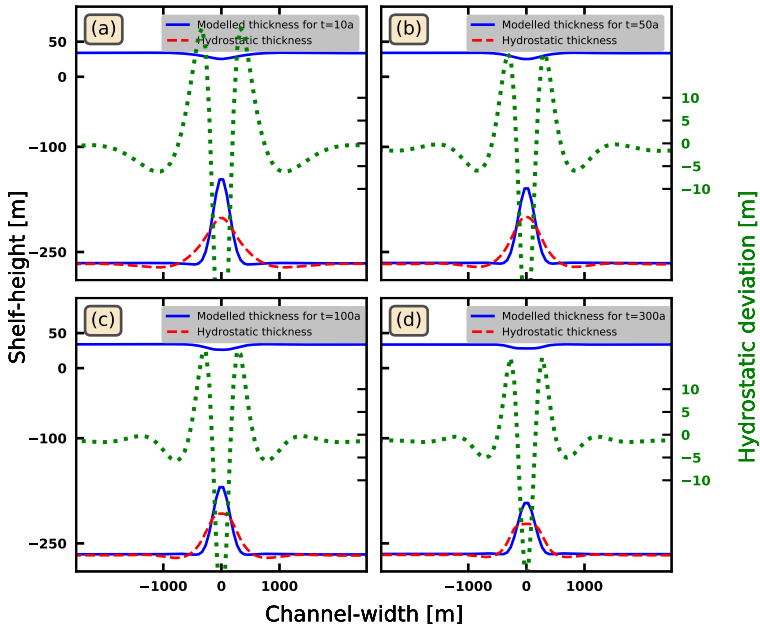 (a)
Modelled thickness for t=10a
Hydrostatic thickness
(b)
Modelled thickness for t=50a
Hydrostatic thickness
50
0
−100
−250
10
5
0
−5
−10
(c)
Modelled thickness for t=100a
Hydrostatic thickness
(d)
Modelled thickness for t=300a
Hydrostatic thickness
50
0
−100
−250
10
5
0
−5
−10
−1000
0
1000
−1000
0
1000
Shelf-height [m]
Hydrostatic deviation [m]
Channel-width [m]